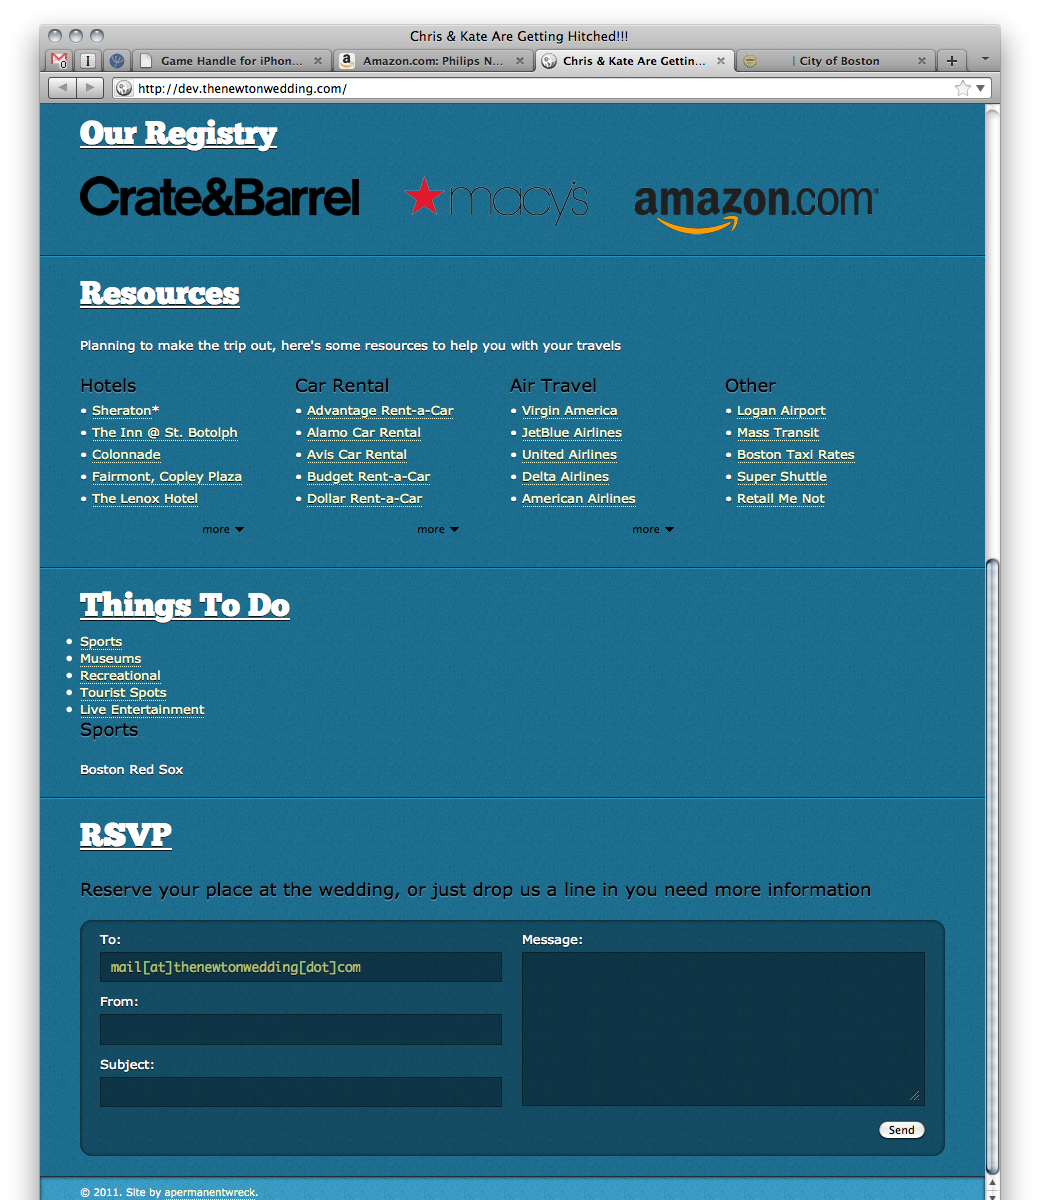 Chris & Kate Are Getting Hitched!!!
Game Handle for iPhon... Amazon.com: Philips N... Chris & Kate Are Gettin... | City of Boston
http://dev.thenewtonwedding.com/
Our Registry
Crate&Barrel macy's amazon.com
Resources
Planning to make the trip out, here's some resources to help you with your travels
Hotels
• Sheraton*
• The Inn @ St. Botolph
• Colonnade
• Fairmont, Copley Plaza
• The Lenox Hotel
more
Car Rental
• Advantage Rent-a-Car
• Alamo Car Rental
• Avis Car Rental
• Budget Rent-a-Car
• Dollar Rent-a-Car
more
Air Travel
• Virgin America
• JetBlue Airlines
• United Airlines
• Delta Airlines
• American Airlines
more
Other
• Logan Airport
• Mass Transit
• Boston Taxi Rates
• Super Shuttle
• Retail Me Not
Things To Do
• Sports
• Museums
• Recreational
• Tourist Spots
• Live Entertainment
Sports
Boston Red Sox
RSVP
Reserve your place at the wedding, or just drop us a line in you need more information
To:
mail[at]thenewtonwedding[dot]com
From:
Subject:
Message:
Send
© 2011. Site by apermanentwreck.